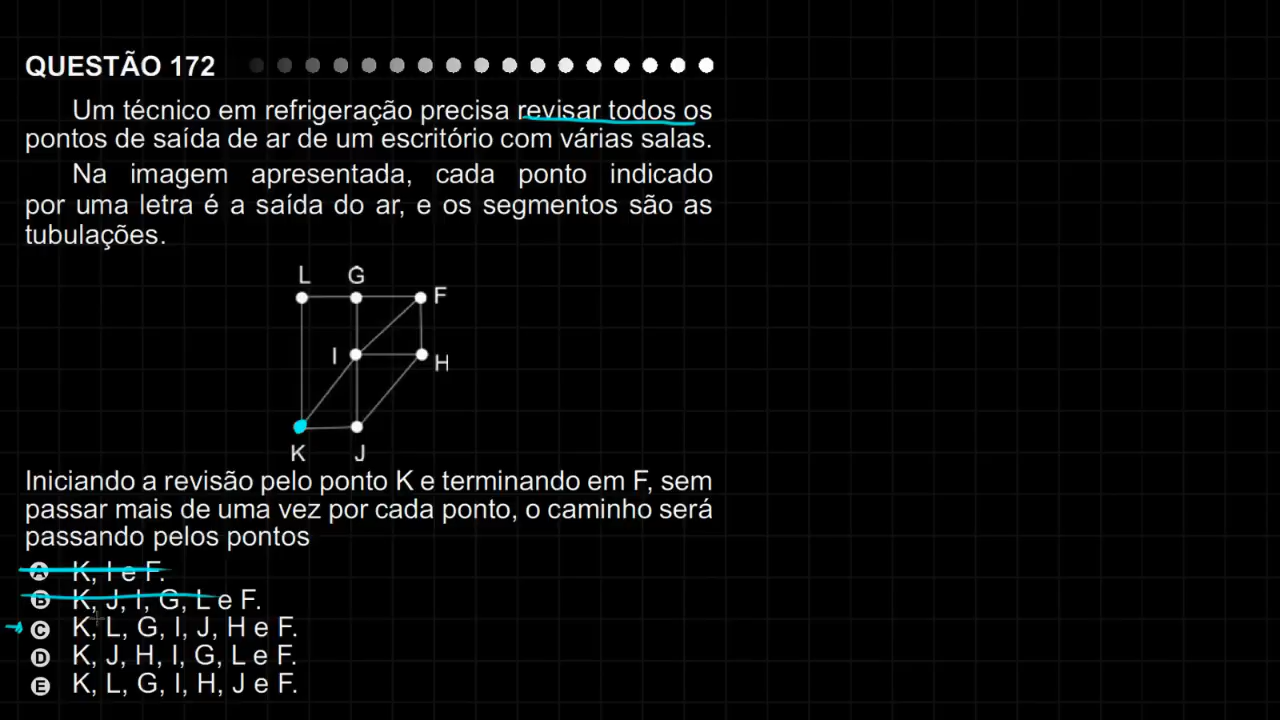 QUESTÃO 172
Um técnico em refrigeração precisa revisar todos os
pontos de saída de ar de um escritório com várias salas.
Na imagem apresentada, cada ponto indicado
por uma letra é a saída do ar, e os segmentos são as
tubulações.
L G
F
I
H
K J
Iniciando a revisão pelo ponto K e terminando em F, sem
passar mais de uma vez por cada ponto, o caminho será
passando pelos pontos
A K, I e F.
B K, J, I, G, L e F.
C K, L, G, I, J, H e F.
D K, J, H, I, G, L e F.
E K, L, G, I, H, J e F.